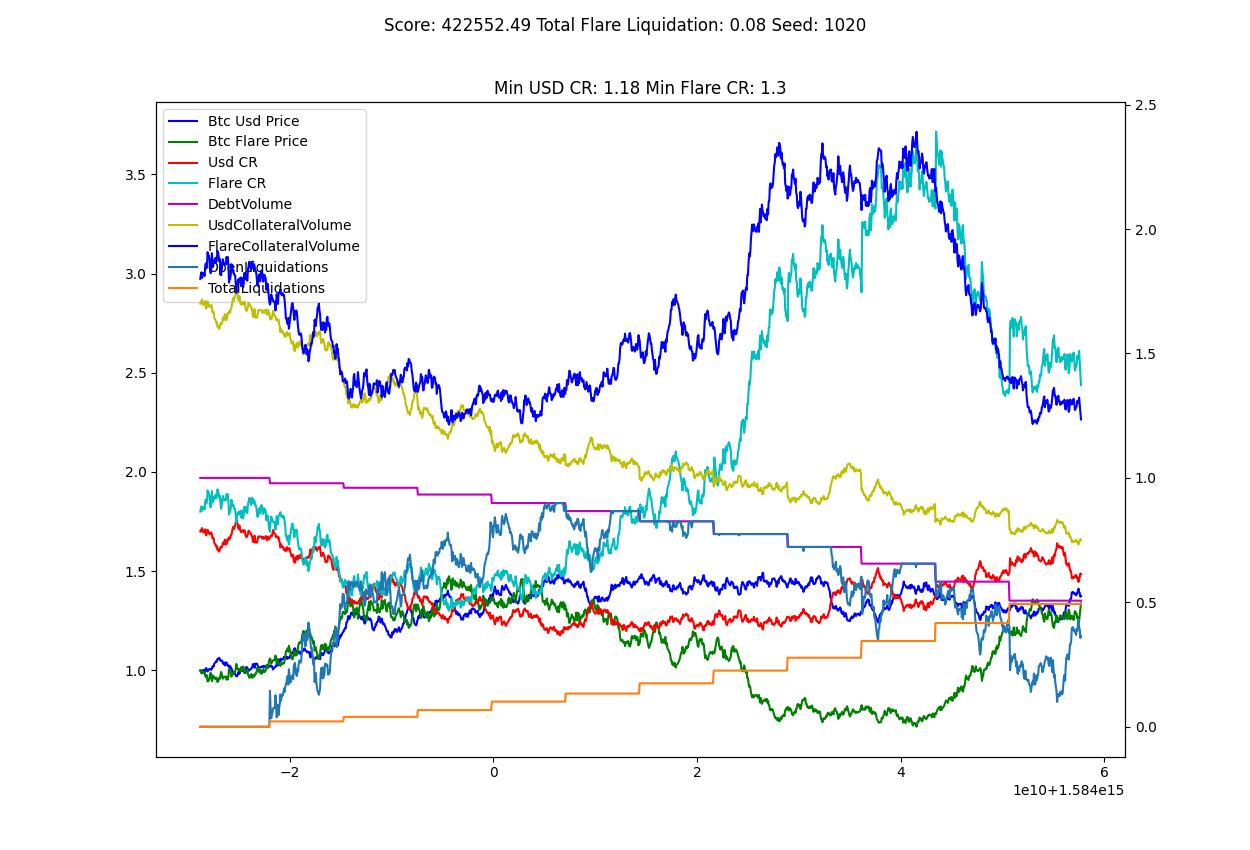 Score: 422552.49 Total Flare Liquidation: 0.08 Seed: 1020
Min USD CR: 1.18 Min Flare CR: 1.3
Btc Usd Price
Btc Flare Price
Usd CR
Flare CR
DebtVolume
UsdCollateralVolume
FlareCollateralVolume
OpenLiquidations
TotalLiquidations
3.5
3.0
2.5
2.0
1.5
1.0
2.5
2.0
1.5
1.0
0.5
0.0
−2
0
2
4
6
1e10+1.584e15